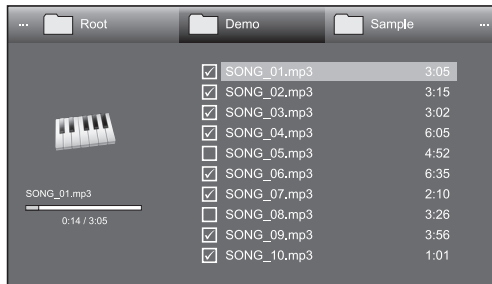 ... Root Demo Sample ...
SONG_01.mp3 3:05
SONG_02.mp3 3:15
SONG_03.mp3 3:02
SONG_04.mp3 6:05
SONG_05.mp3 4:52
SONG_06.mp3 6:35
SONG_07.mp3 2:10
SONG_08.mp3 3:26
SONG_09.mp3 3:56
SONG_10.mp3 1:01
SONG_01.mp3
0:14 / 3:05